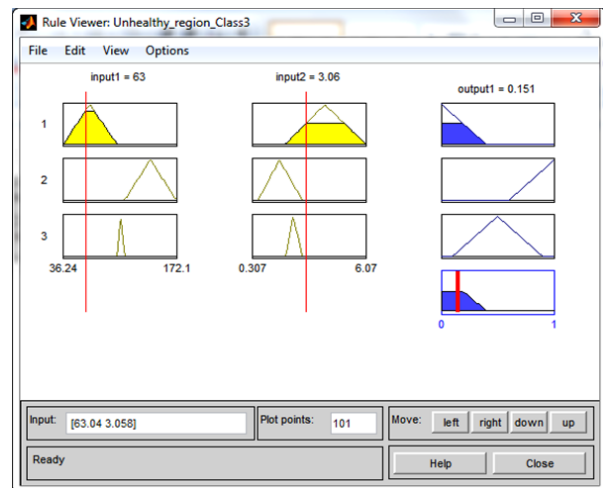 Rule Viewer: Unhealthy_region_Class3
File Edit View Options
input1 = 63 input2 = 3.06 output1 = 0.151
1
2
3
36.24 172.1 0.307 6.07
0 1
Input: [63.04 3.058] Plot points: 101 Move: left right down up
Ready Help Close